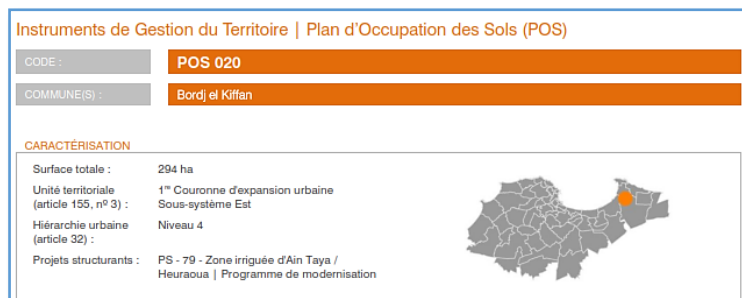 Instruments de Gestion du Territoire | Plan d'Occupation des Sols (POS)
CODE :
POS 020
COMMUNE(S) :
Bordj el Kiffan
CARACTÉRISATION
Surface totale : 294 ha
Unité territoriale (article 155, nº 3) : 1re Couronne d'expansion urbaine
Sous-système Est
Hiérarchie urbaine (article 32) : Niveau 4
Projets structurants : PS - 79 - Zone irriguée d'Ain Taya /
Heuraoua | Programme de modernisation